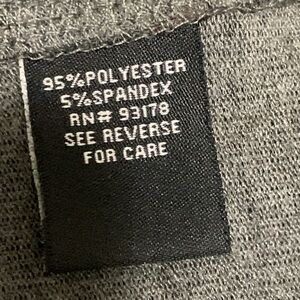 95%POLYESTER
5%SPANDEX
RN# 93178
SEE REVERSE
FOR CARE